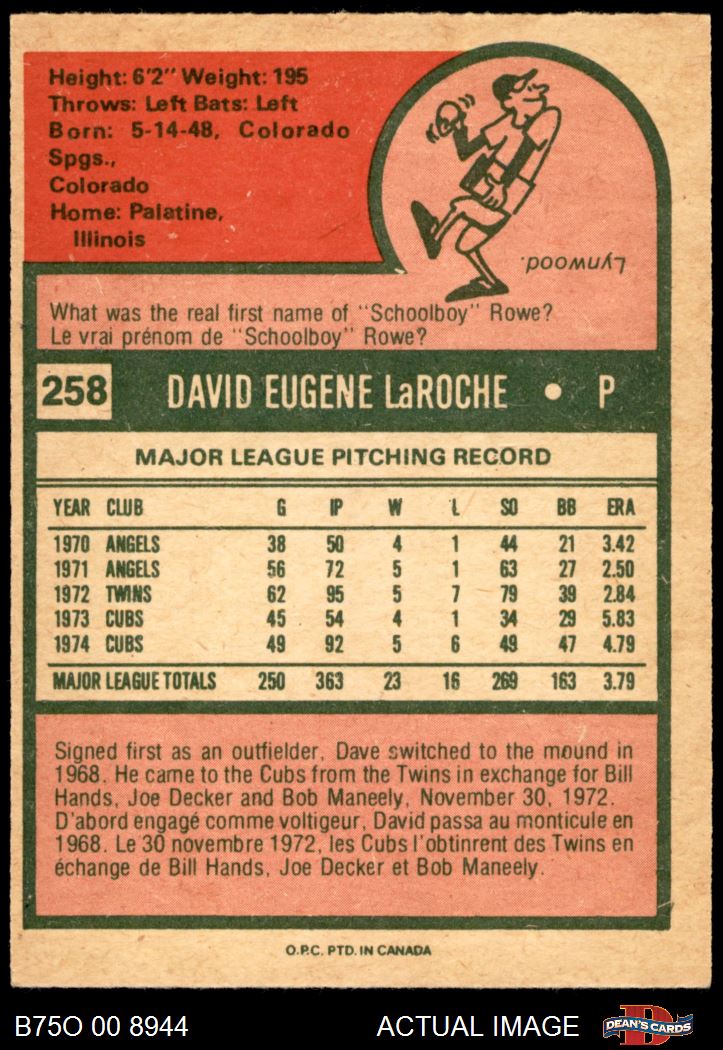 Height: 6'2" Weight: 195
Throws: Left Bats: Left
Born: 5-14-48, Colorado
Spgs.,
Colorado
Home: Palatine,
Illinois
Lynwood.
What was the real first name of "Schoolboy" Rowe?
Le vrai prénom de "Schoolboy" Rowe?
258 DAVID EUGENE LaROCHE • P
MAJOR LEAGUE PITCHING RECORD
YEAR CLUB G IP W L SO BB ERA
1970 ANGELS 38 50 4 1 44 21 3.42
1971 ANGELS 56 72 5 1 63 27 2.50
1972 TWINS 62 95 5 7 79 39 2.84
1973 CUBS 45 54 4 1 34 29 5.83
1974 CUBS 49 92 5 6 49 47 4.79
MAJOR LEAGUE TOTALS 250 363 23 16 269 163 3.79
Signed first as an outfielder, Dave switched to the mound in
1968. He came to the Cubs from the Twins in exchange for Bill
Hands, Joe Decker and Bob Maneely, November 30, 1972.
D'abord engagé comme voltigeur, David passa au monticule en
1968. Le 30 novembre 1972, les Cubs l'obtinrent des Twins en
échange de Bill Hands, Joe Decker et Bob Maneely.
O.P.C. PTD. IN CANADA
B75O 00 8944 ACTUAL IMAGE DEAN'S CARDS